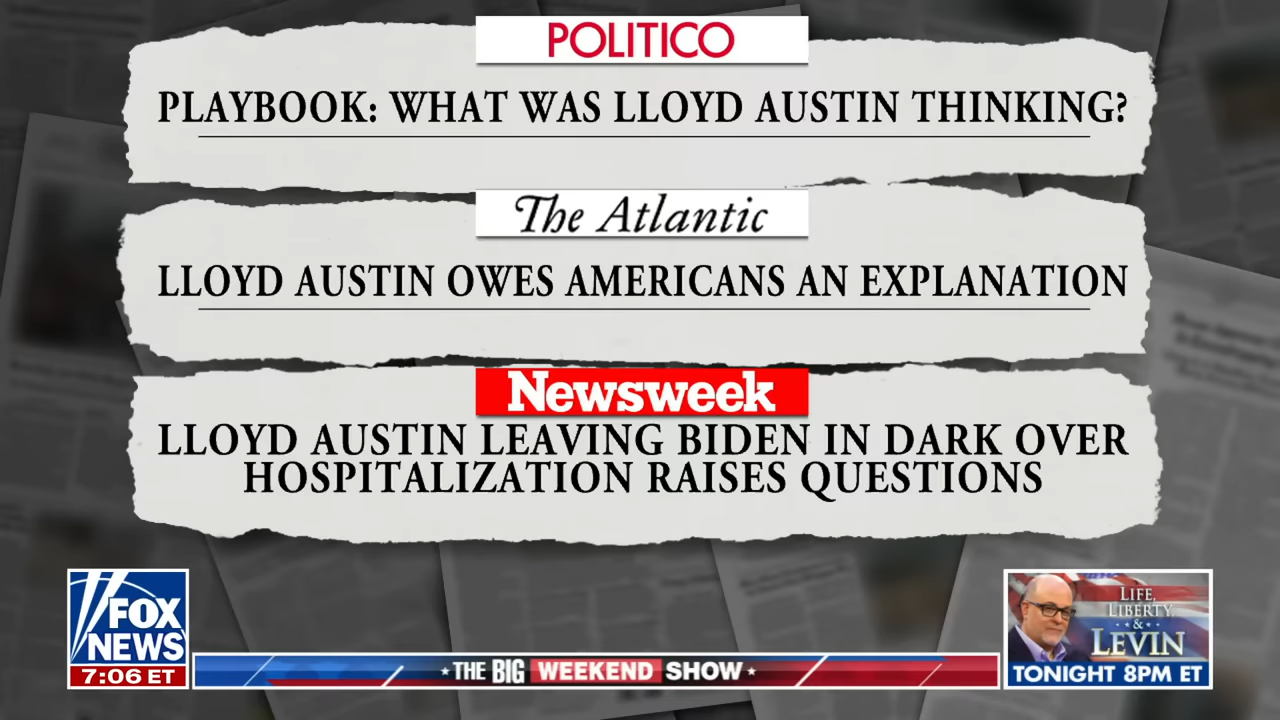 POLITICO
PLAYBOOK: WHAT WAS LLOYD AUSTIN THINKING?
The Atlantic
LLOYD AUSTIN OWES AMERICANS AN EXPLANATION
Newsweek
LLOYD AUSTIN LEAVING BIDEN IN DARK OVER
HOSPITALIZATION RAISES QUESTIONS
FOX
NEWS
7:06 ET
THE BIG WEEKEND SHOW
LIFE,
LIBERTY
&
LEVIN
TONIGHT 8PM ET